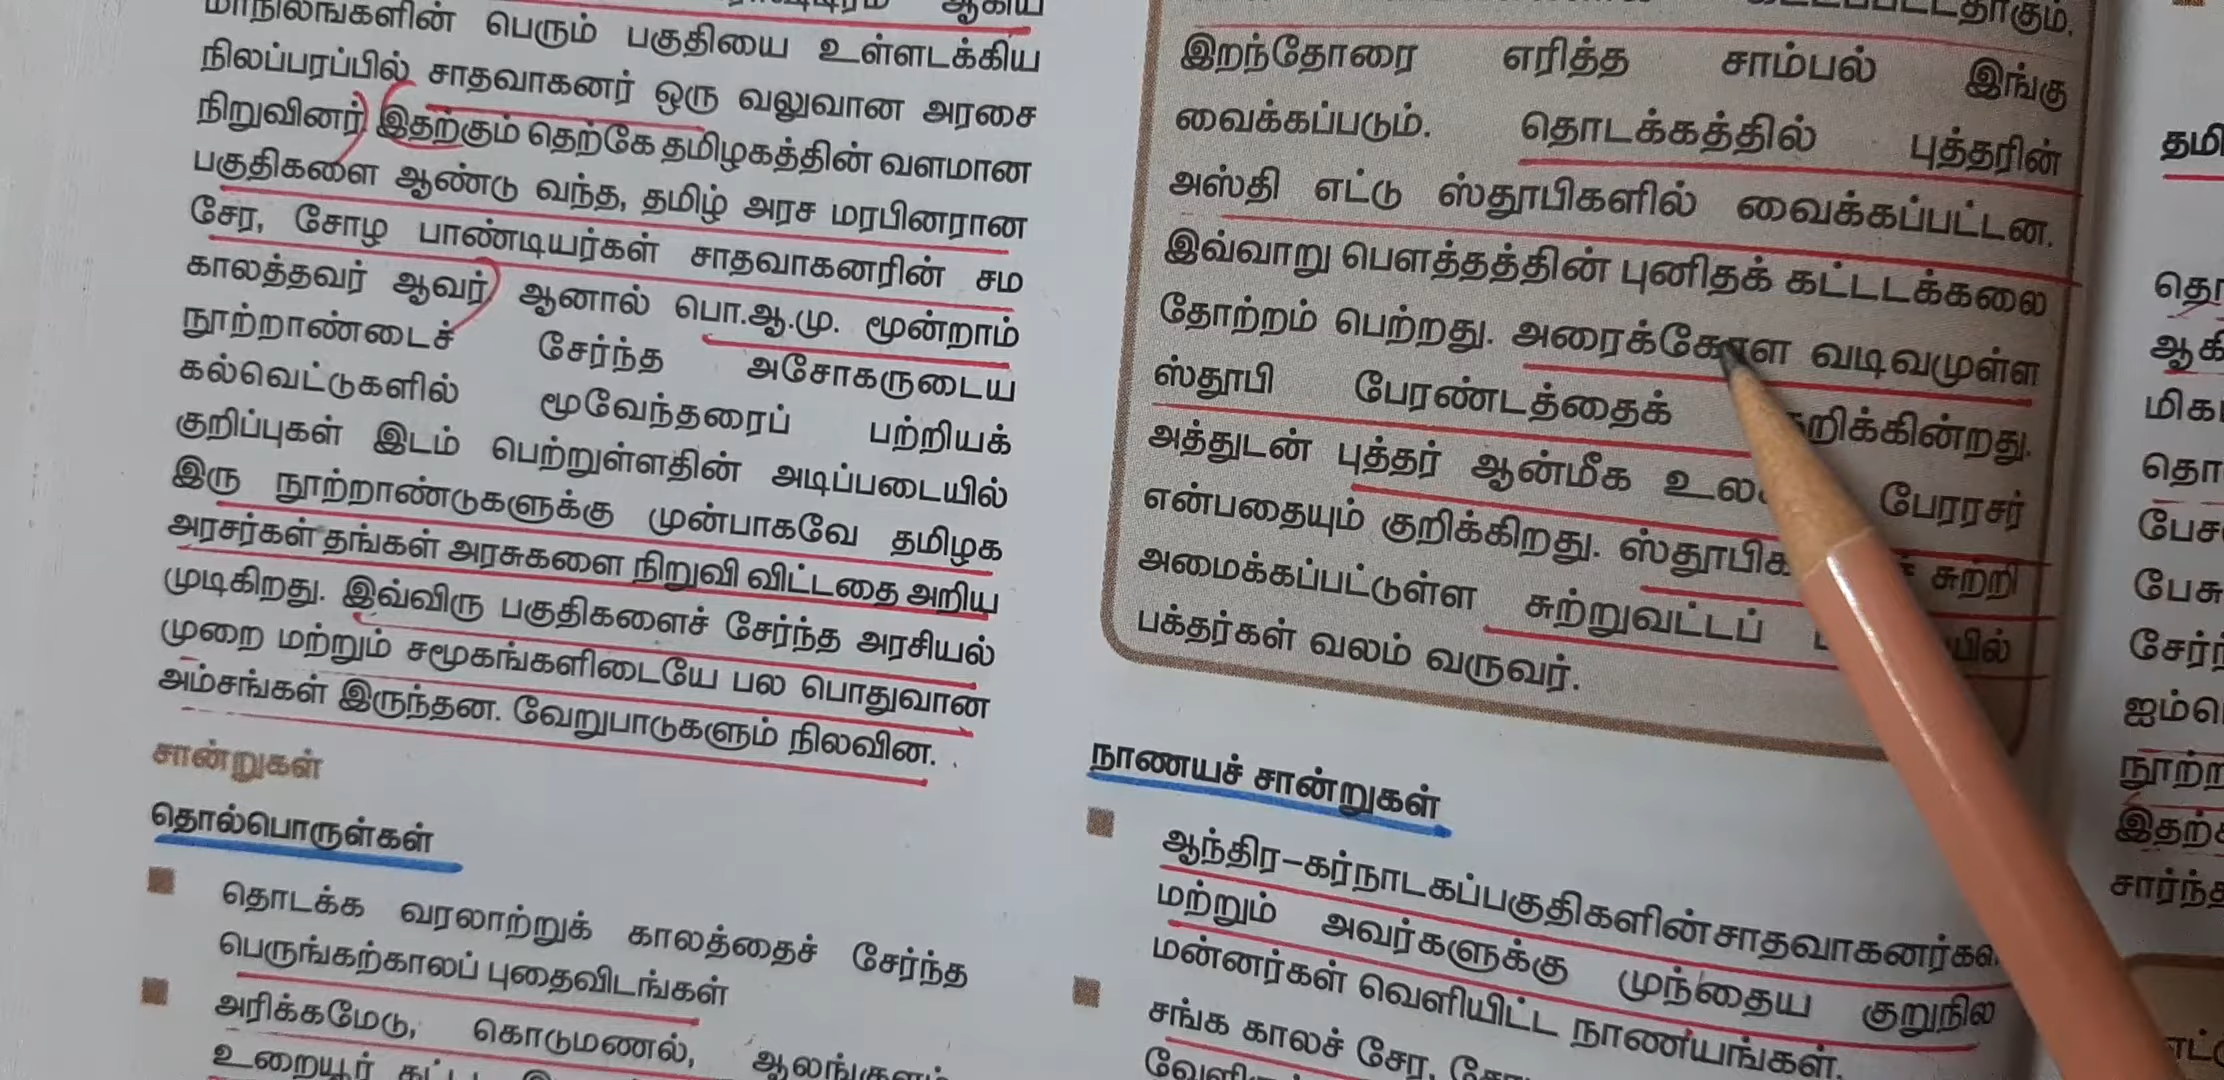 ஆகிய
மாநிலங்களின் பெரும் பகுதியை உள்ளடக்கிய
நிலப்பரப்பில் சாதவாகனர் ஒரு வலுவான அரசை
நிறுவினர் இதற்கும் தெற்கே தமிழகத்தின் வளமான
பகுதிகளை ஆண்டு வந்த, தமிழ் அரச மரபினரான
சேர, சோழ பாண்டியர்கள் சாதவாகனரின் சம
காலத்தவர் ஆவர் ஆனால் பொ.ஆ.மு. மூன்றாம்
நூற்றாண்டைச் சேர்ந்த அசோகருடைய
கல்வெட்டுகளில் மூவேந்தரைப் பற்றியக்
குறிப்புகள் இடம் பெற்றுள்ளதின் அடிப்படையில்
இரு நூற்றாண்டுகளுக்கு முன்பாகவே தமிழக
அரசர்கள் தங்கள் அரசுகளை நிறுவி விட்டதை அறிய
முடிகிறது. இவ்விரு பகுதிகளைச் சேர்ந்த அரசியல்
முறை மற்றும் சமூகங்களிடையே பல பொதுவான
அம்சங்கள் இருந்தன. வேறுபாடுகளும் நிலவின.
சான்றுகள்
தொல்பொருள்கள்
தொடக்க வரலாற்றுக் காலத்தைச் சேர்ந்த
பெருங்கற்காலப் புதைவிடங்கள்
அரிக்கமேடு, கொடுமணல், ஆலங்குளம்
உறையூர்
இறந்தோரை எரித்த சாம்பல் இங்கு
வைக்கப்படும். தொடக்கத்தில் புத்தரின்
அஸ்தி எட்டு ஸ்தூபிகளில் வைக்கப்பட்டன.
இவ்வாறு பௌத்தத்தின் புனிதக் கட்டடக்கலை
தோற்றம் பெற்றது. அரைக்கோள வடிவமுள்ள
ஸ்தூபி பேரண்டத்தைக் குறிக்கின்றது.
அத்துடன் புத்தர் ஆன்மீக பேரரசர்
என்பதையும் குறிக்கிறது. சுற்றி
அமைக்கப்பட்டுள்ள சுற்றுவட்டப்
பக்தர்கள் வலம் வருவர்.
நாணயச் சான்றுகள்
ஆந்திர-கர்நாடகப்பகுதிகளின் சாதவாகனர்கள்
மற்றும் அவர்களுக்கு முந்தைய குறுநில
மன்னர்கள் வெளியிட்ட நாணயங்கள்.
சங்க காலச் சேர,